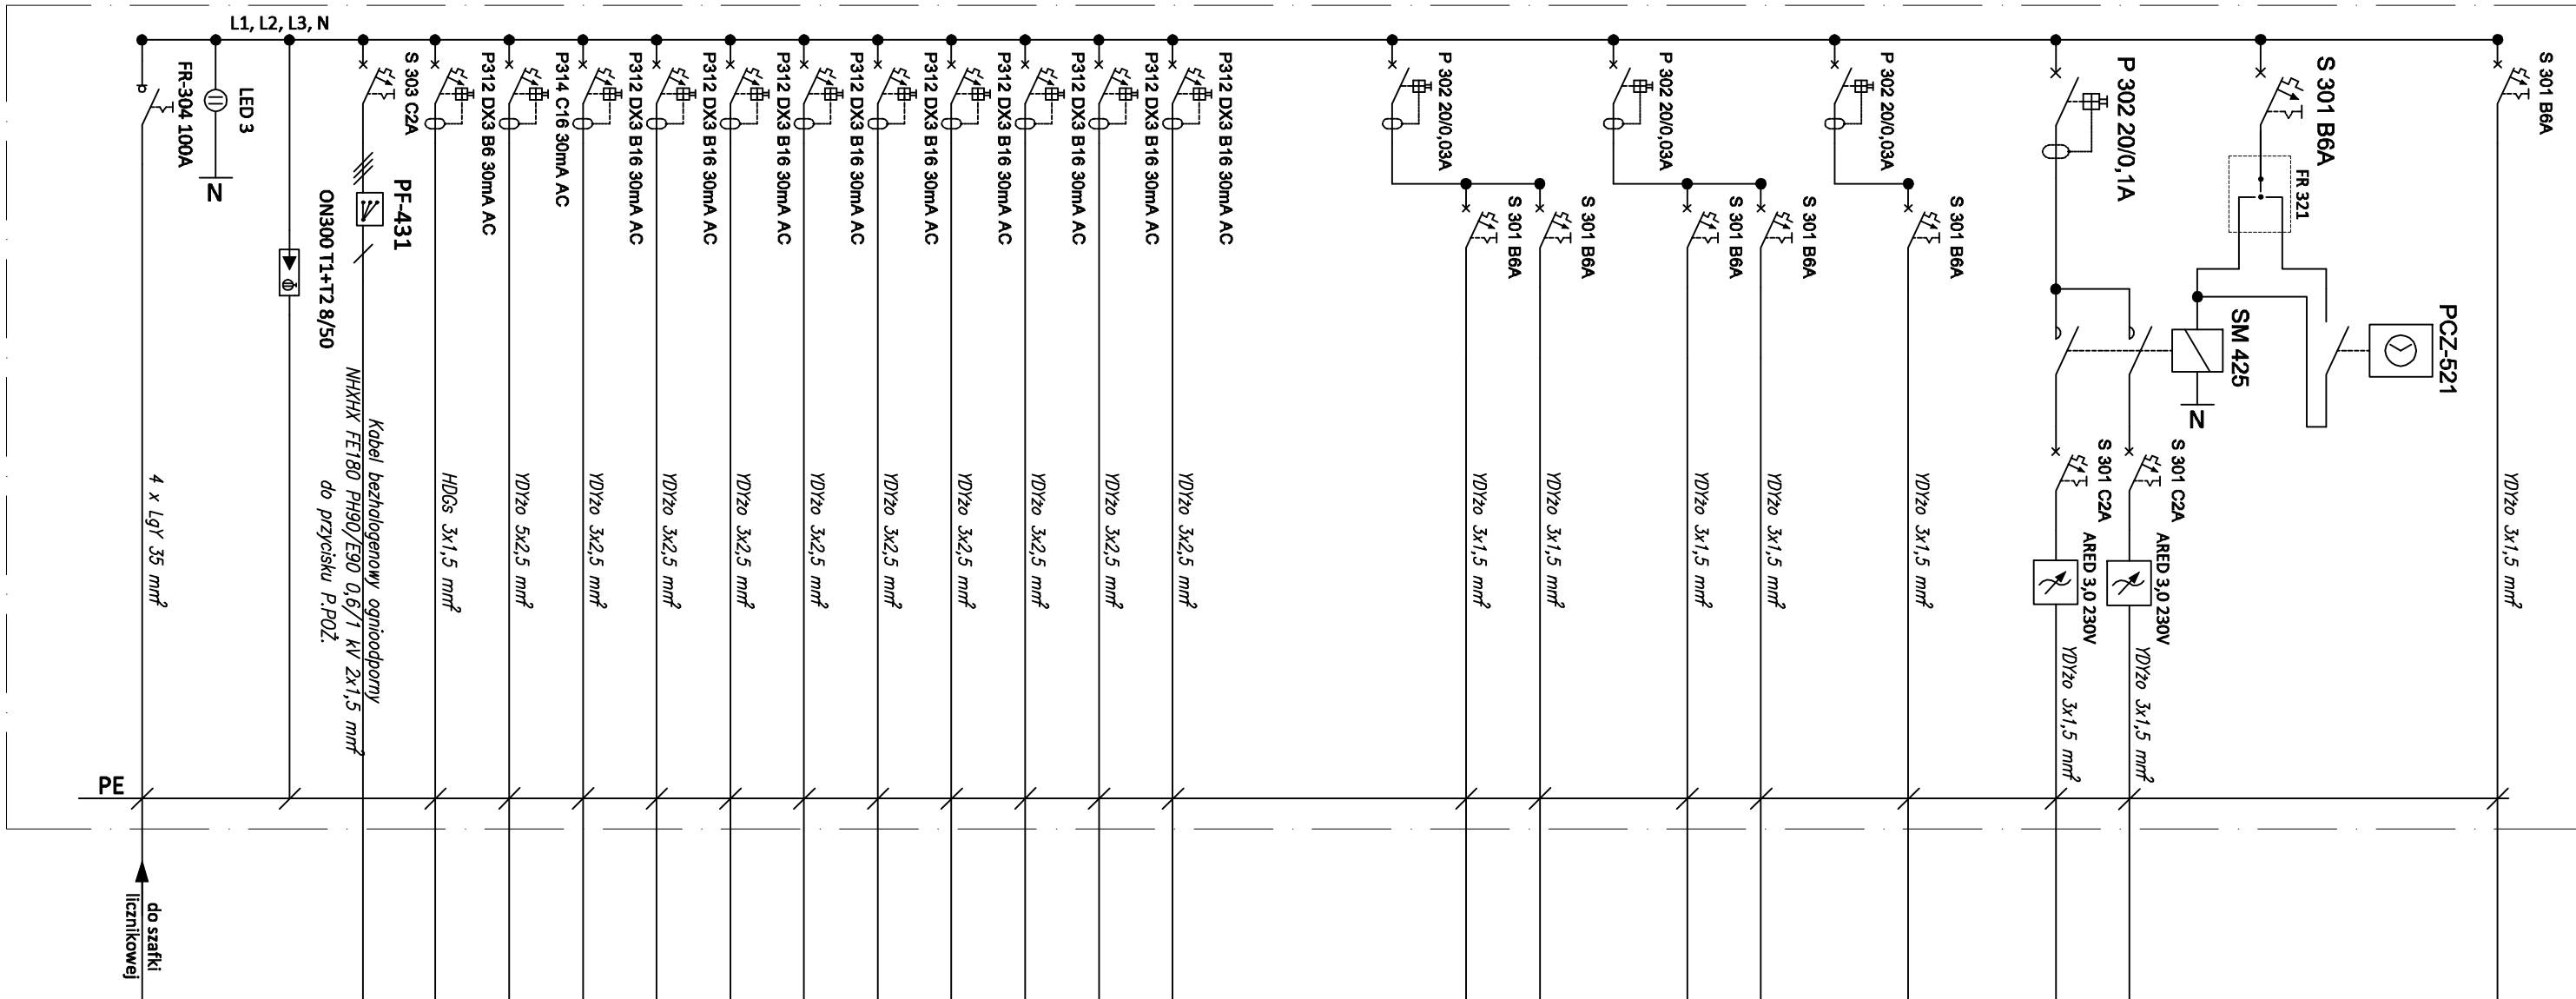 L1, L2, L3, N
FR-304 100A
LED 3
N
ON300 T1+T2 8/50
S 303 C2A
PF-431
P312 DX3 B6 30mA AC
P314 C16 30mA AC
P312 DX3 B16 30mA AC
P312 DX3 B16 30mA AC
P312 DX3 B16 30mA AC
P312 DX3 B16 30mA AC
P312 DX3 B16 30mA AC
P312 DX3 B16 30mA AC
P312 DX3 B16 30mA AC
P312 DX3 B16 30mA AC
P312 DX3 B16 30mA AC
P 302 20/0,03A
S 301 B6A
S 301 B6A
P 302 20/0,03A
S 301 B6A
S 301 B6A
P 302 20/0,03A
S 301 B6A
P 302 20/0,1A
S 301 B6A
FR 321
SM 425
N
PCZ-521
S 301 B6A
S 301 C2A
S 301 C2A
ARED 3,0 230V
ARED 3,0 230V
4 x LgY 35 mm²
Kabel bezhalogenowy ognioodporny
NHXHX FE180 PH90/E90 0,6/1 kV 2x1,5 mm²
do przycisku P.POŻ.
HDGs 3x1,5 mm²
YDYżo 5x2,5 mm²
YDYżo 3x2,5 mm²
YDYżo 3x2,5 mm²
YDYżo 3x2,5 mm²
YDYżo 3x2,5 mm²
YDYżo 3x2,5 mm²
YDYżo 3x2,5 mm²
YDYżo 3x2,5 mm²
YDYżo 3x2,5 mm²
YDYżo 3x2,5 mm²
YDYżo 3x1,5 mm²
YDYżo 3x1,5 mm²
YDYżo 3x1,5 mm²
YDYżo 3x1,5 mm²
YDYżo 3x1,5 mm²
YDYżo 3x1,5 mm²
YDYżo 3x1,5 mm²
YDYżo 3x1,5 mm²
PE
do szafki
licznikowej